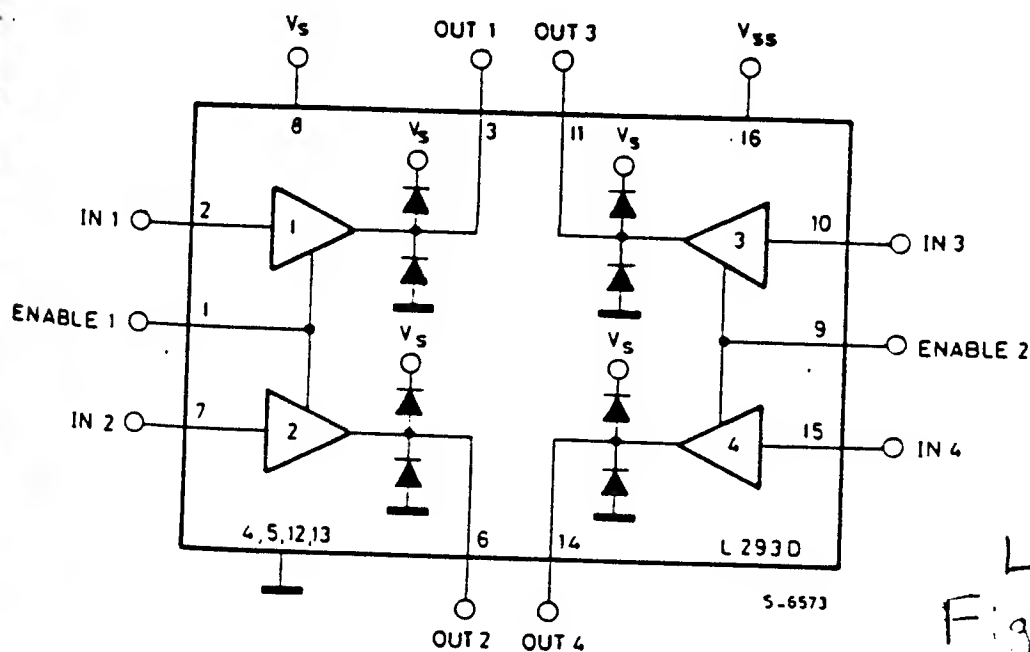 Vs OUT 1 OUT 3 Vss
8 3 11 16
Vs Vs
IN 1 2 1 3 10 IN 3
ENABLE 1 1 9 ENABLE 2
Vs Vs
IN 2 7 2 4 15 IN 4
4,5,12,13 6 14 L293D
S-6573
OUT 2 OUT 4
L
Fig